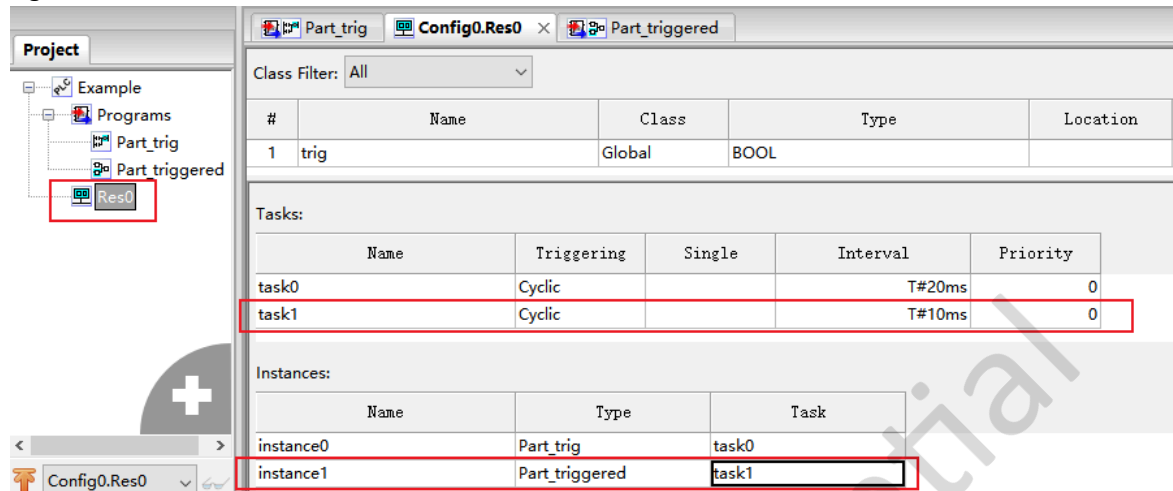 Project
Example
Programs
Part_trig
Part_triggered
Res0
Config0.Res0
Part_trig Config0.Res0 × Part_triggered
Class Filter: All
# Name Class Type Location
1 trig Global BOOL
Tasks:
Name Triggering Single Interval Priority
task0 Cyclic T#20ms 0
task1 Cyclic T#10ms 0
Instances:
Name Type Task
instance0 Part_trig task0
instance1 Part_triggered task1